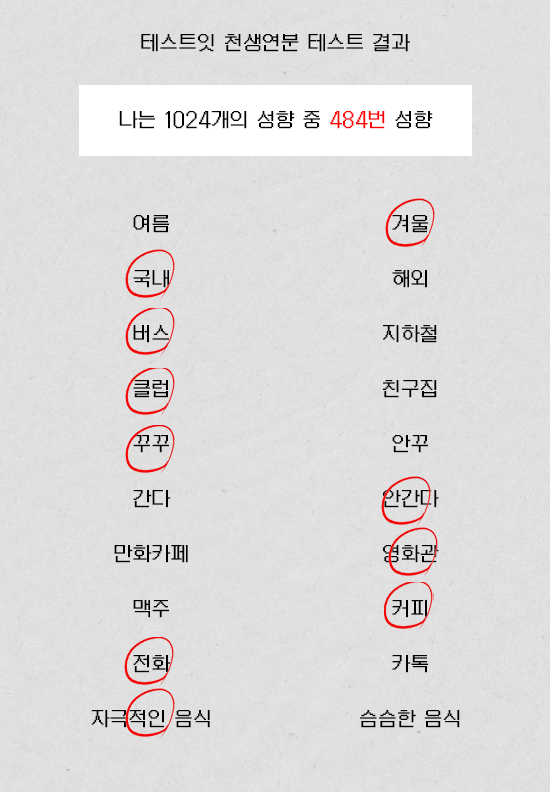 테스트잇 천생연분 테스트 결과
나는 1024개의 성향 중 484번 성향
여름 겨울
국내 해외
버스 지하철
클럽 친구집
꾸꾸 안꾸
간다 안간다
만화카페 영화관
맥주 커피
전화 카톡
자극적인 음식 슴슴한 음식